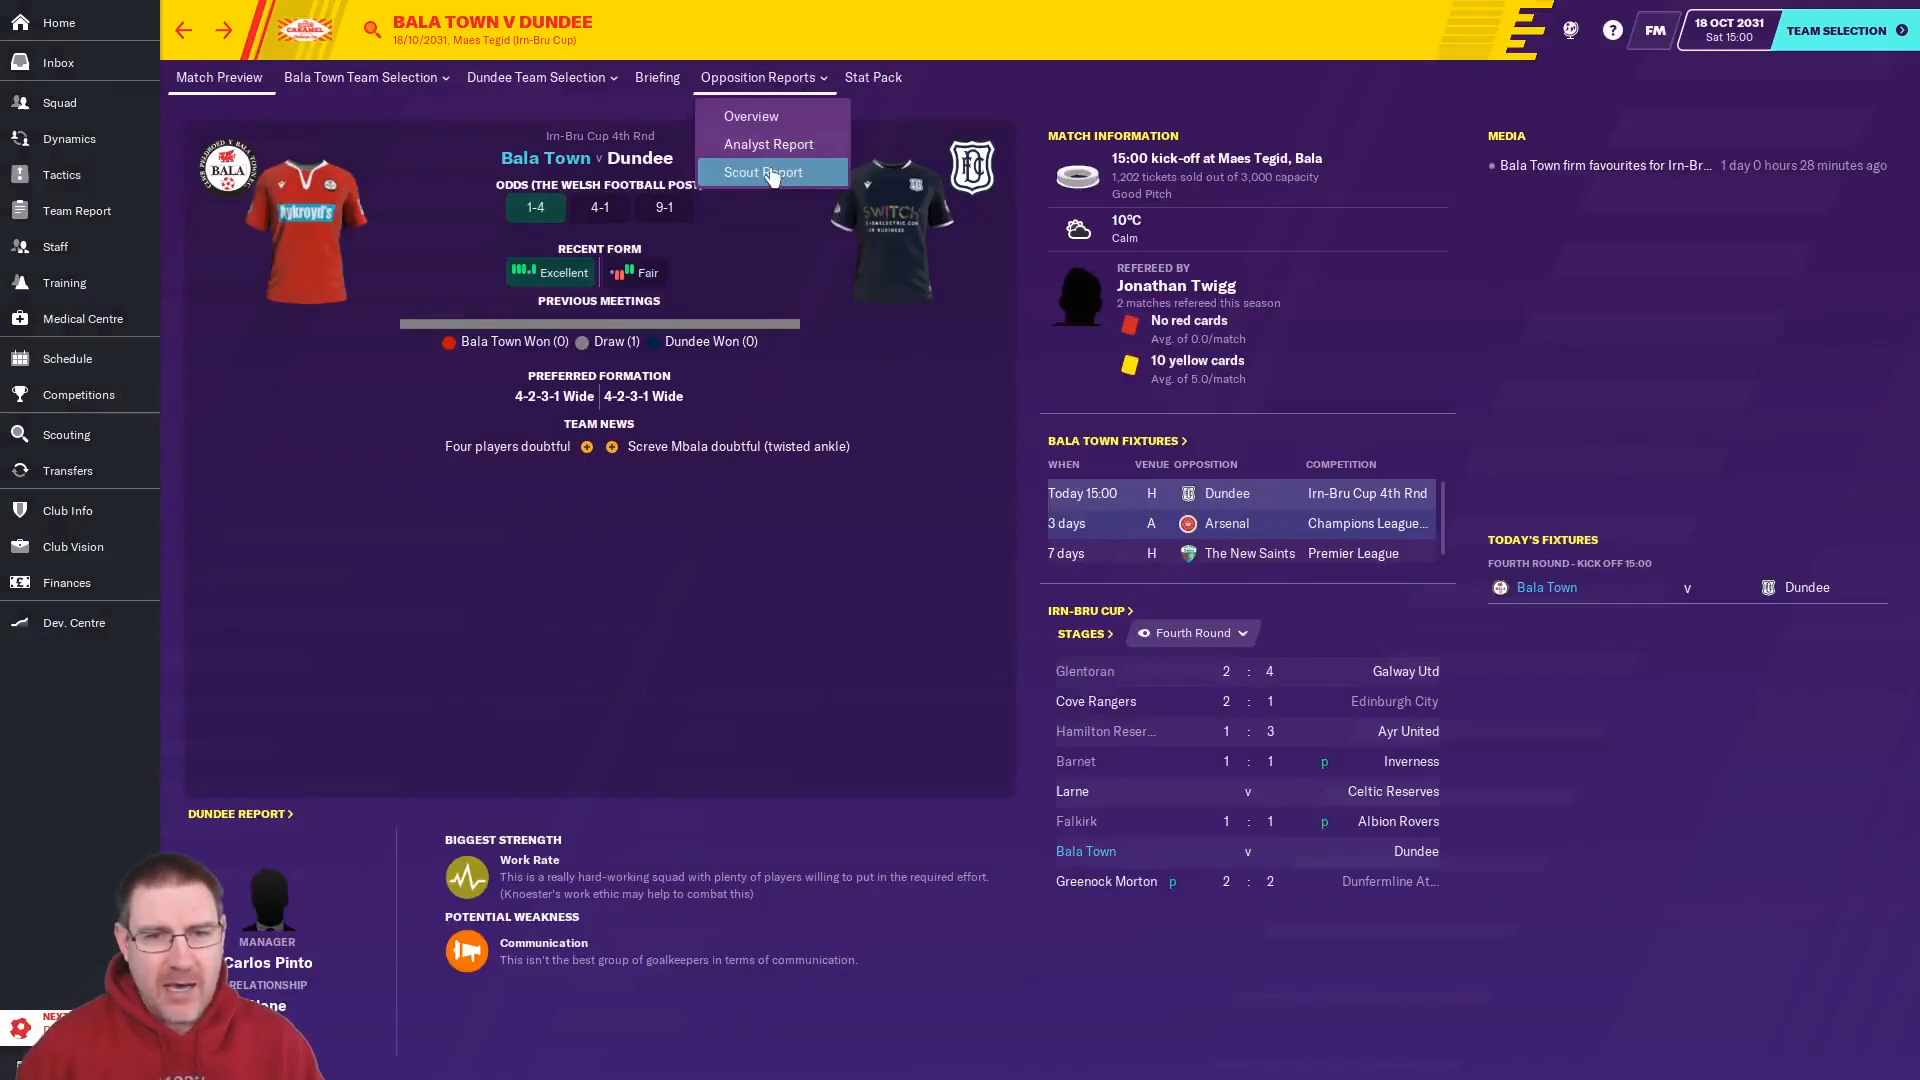 Home
Inbox
Squad
Dynamics
Tactics
Team Report
Staff
Training
Medical Centre
Schedule
Competitions
Scouting
Transfers
Club Info
Club Vision
Finances
Dev. Centre
CARAMEL
BALA TOWN V DUNDEE
18/10/2031, Maes Tegid (Irn-Bru Cup)
FM
18 OCT 2031
Sat 15:00
TEAM SELECTION
Match Preview
Bala Town Team Selection
Dundee Team Selection
Briefing
Opposition Reports
Stat Pack
Overview
Analyst Report
Scout Report
Irn-Bru Cup 4th Rnd
Bala Town v Dundee
ODDS (THE WELSH FOOTBALL POST)
1-4 4-1 9-1
RECENT FORM
Excellent Fair
PREVIOUS MEETINGS
Bala Town Won (0) Draw (1) Dundee Won (0)
PREFERRED FORMATION
4-2-3-1 Wide 4-2-3-1 Wide
TEAM NEWS
Four players doubtful Screve Mbala doubtful (twisted ankle)
BALA
Aykroyd's
SWITCH
MATCH INFORMATION
15:00 kick-off at Maes Tegid, Bala
1,202 tickets sold out of 3,000 capacity
Good Pitch
10°C
Calm
REFEREED BY
Jonathan Twigg
2 matches refereed this season
No red cards
Avg. of 0.0/match
10 yellow cards
Avg. of 5.0/match
BALA TOWN FIXTURES >
WHEN VENUE OPPOSITION COMPETITION
Today 15:00 H Dundee Irn-Bru Cup 4th Rnd
3 days A Arsenal Champions League...
7 days H The New Saints Premier League
IRN-BRU CUP >
STAGES > Fourth Round
Glentoran 2 : 4 Galway Utd
Cove Rangers 2 : 1 Edinburgh City
Hamilton Reser... 1 : 3 Ayr United
Barnet 1 : 1 p Inverness
Larne v Celtic Reserves
Falkirk 1 : 1 p Albion Rovers
Bala Town v Dundee
Greenock Morton p 2 : 2 Dunfermline At...
MEDIA
Bala Town firm favourites for Irn-Br... 1 day 0 hours 28 minutes ago
TODAY'S FIXTURES
FOURTH ROUND - KICK OFF 15:00
Bala Town v Dundee
DUNDEE REPORT >
MANAGER
Carlos Pinto
RELATIONSHIP
BIGGEST STRENGTH
Work Rate
This is a really hard-working squad with plenty of players willing to put in the required effort.
(Knoester's work ethic may help to combat this)
POTENTIAL WEAKNESS
Communication
This isn't the best group of goalkeepers in terms of communication.